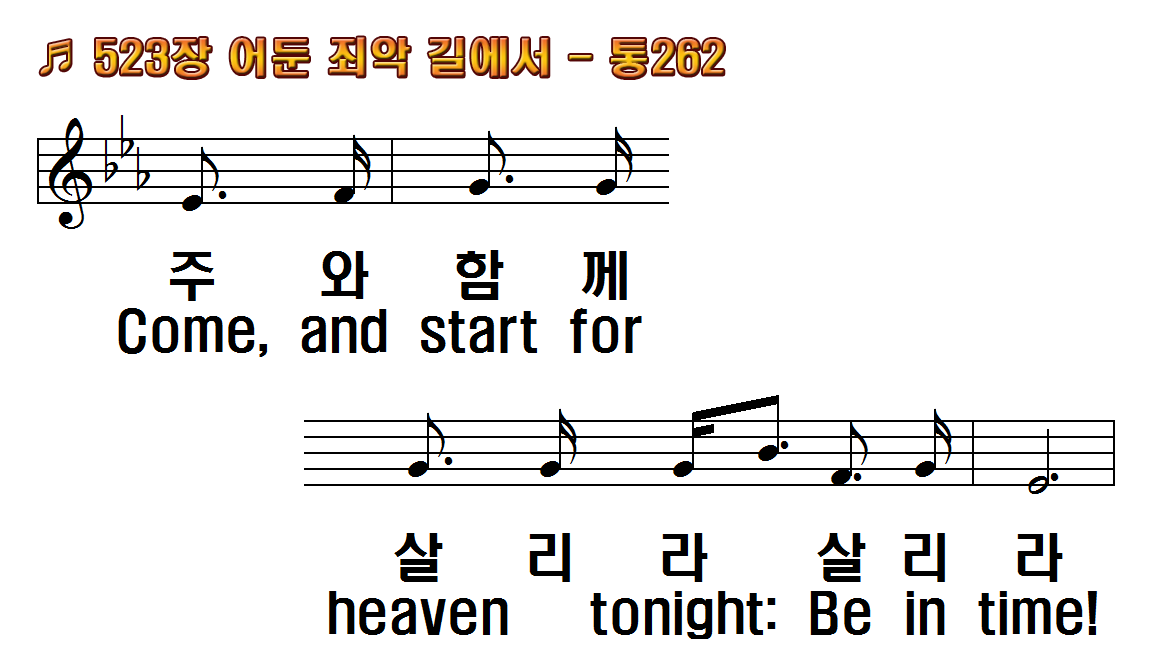 ♬ 523장 어둔 죄악 길에서 - 통262
주 와 함 께
Come, and start for
살 리 라 살 리 라
heaven tonight: Be in time!